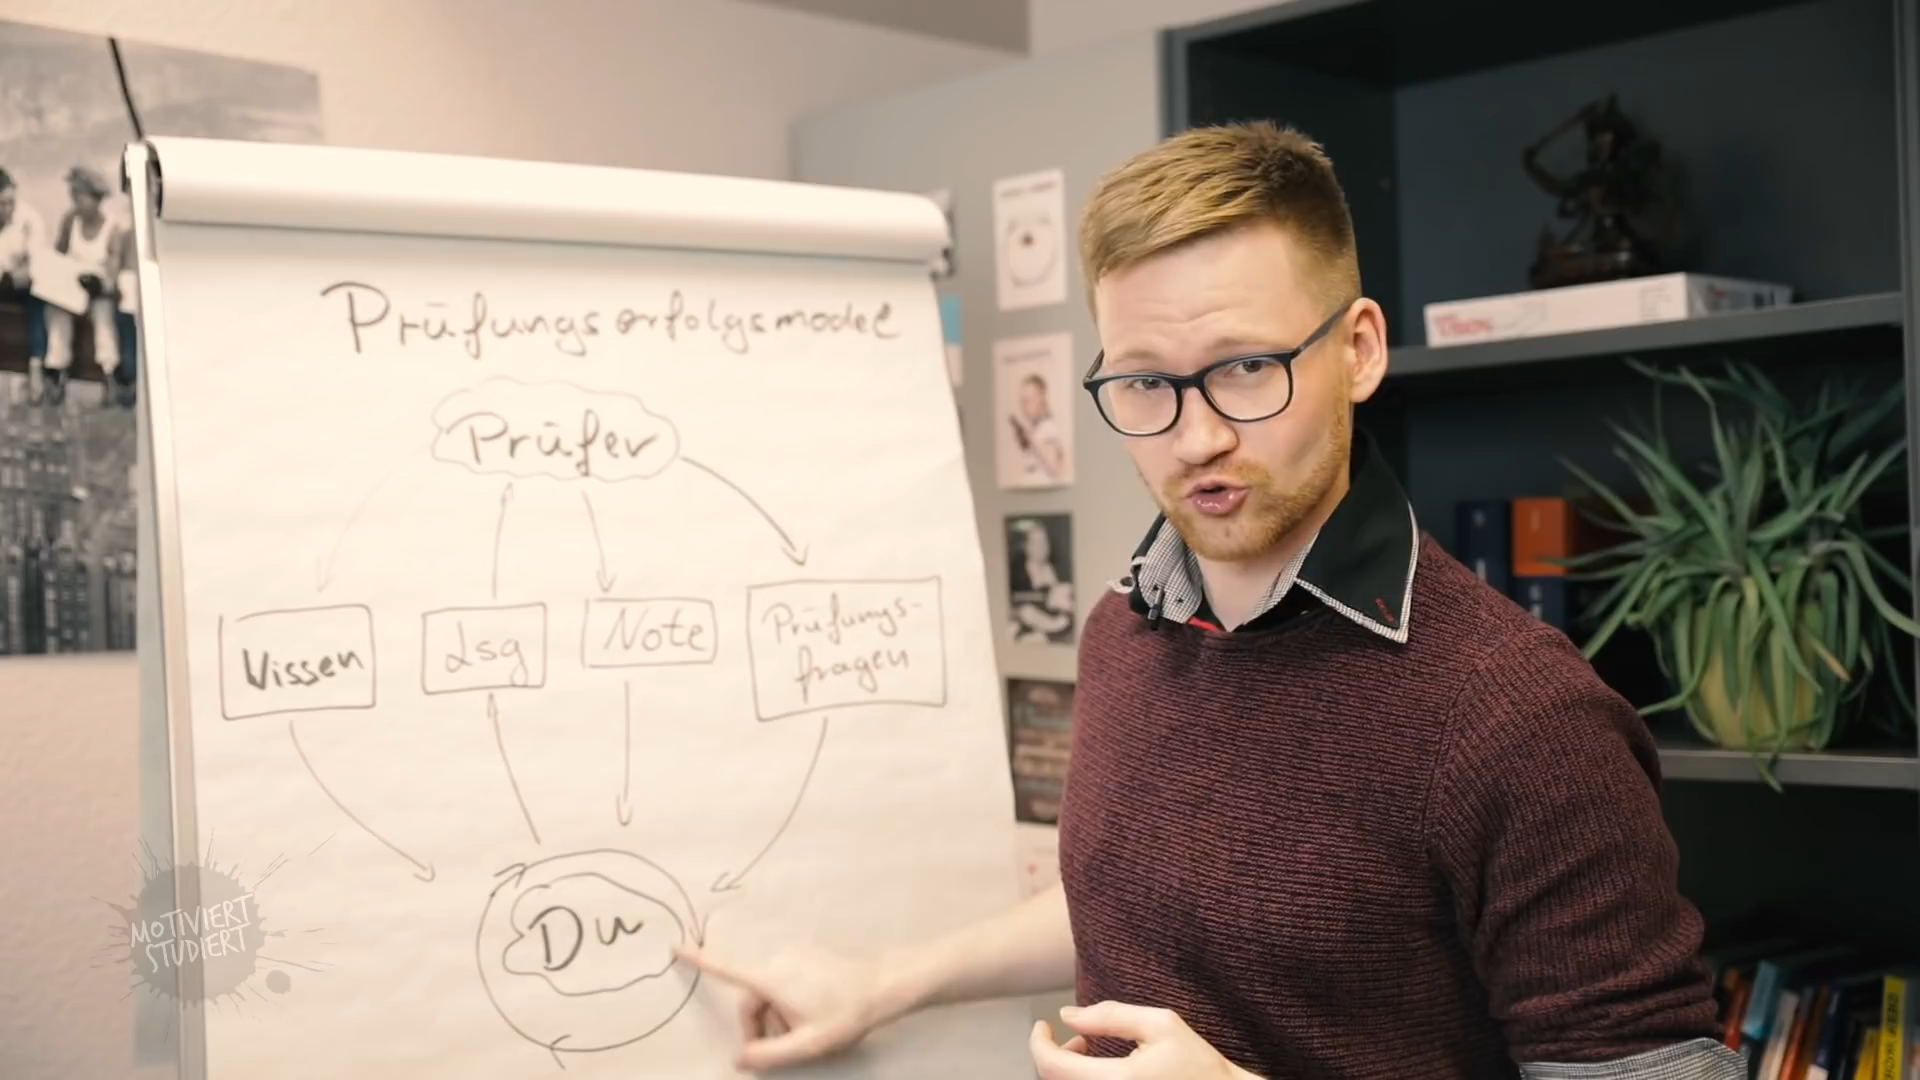 Prüfungserfolgsmodel
Prüfer
Wissen
Lsg
Note
Prüfungs-
fragen
Du
MOTIVIERT
STUDIERT